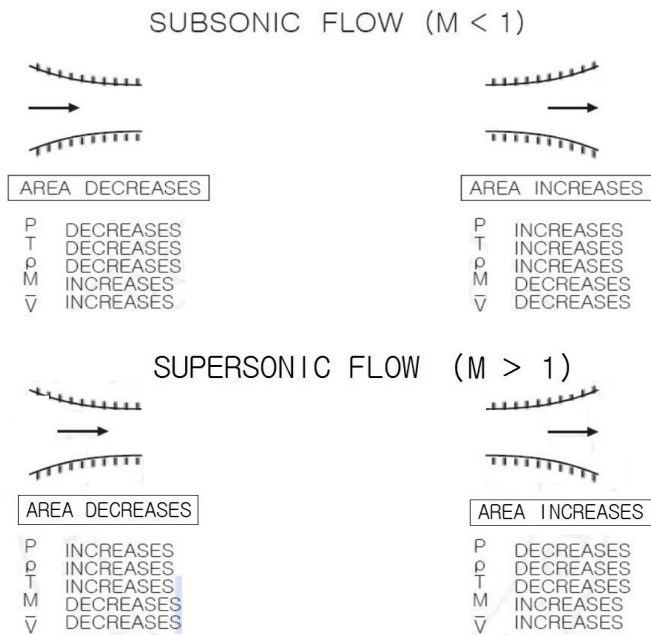 SUBSONIC FLOW (M < 1)
AREA DECREASES
P DECREASES
T DECREASES
ρ DECREASES
M INCREASES
V̄ INCREASES
AREA INCREASES
P INCREASES
T INCREASES
ρ INCREASES
M DECREASES
V̄ DECREASES
SUPERSONIC FLOW (M > 1)
AREA DECREASES
P INCREASES
ρ INCREASES
T INCREASES
M DECREASES
V̄ DECREASES
AREA INCREASES
P DECREASES
ρ DECREASES
T DECREASES
M INCREASES
V̄ INCREASES